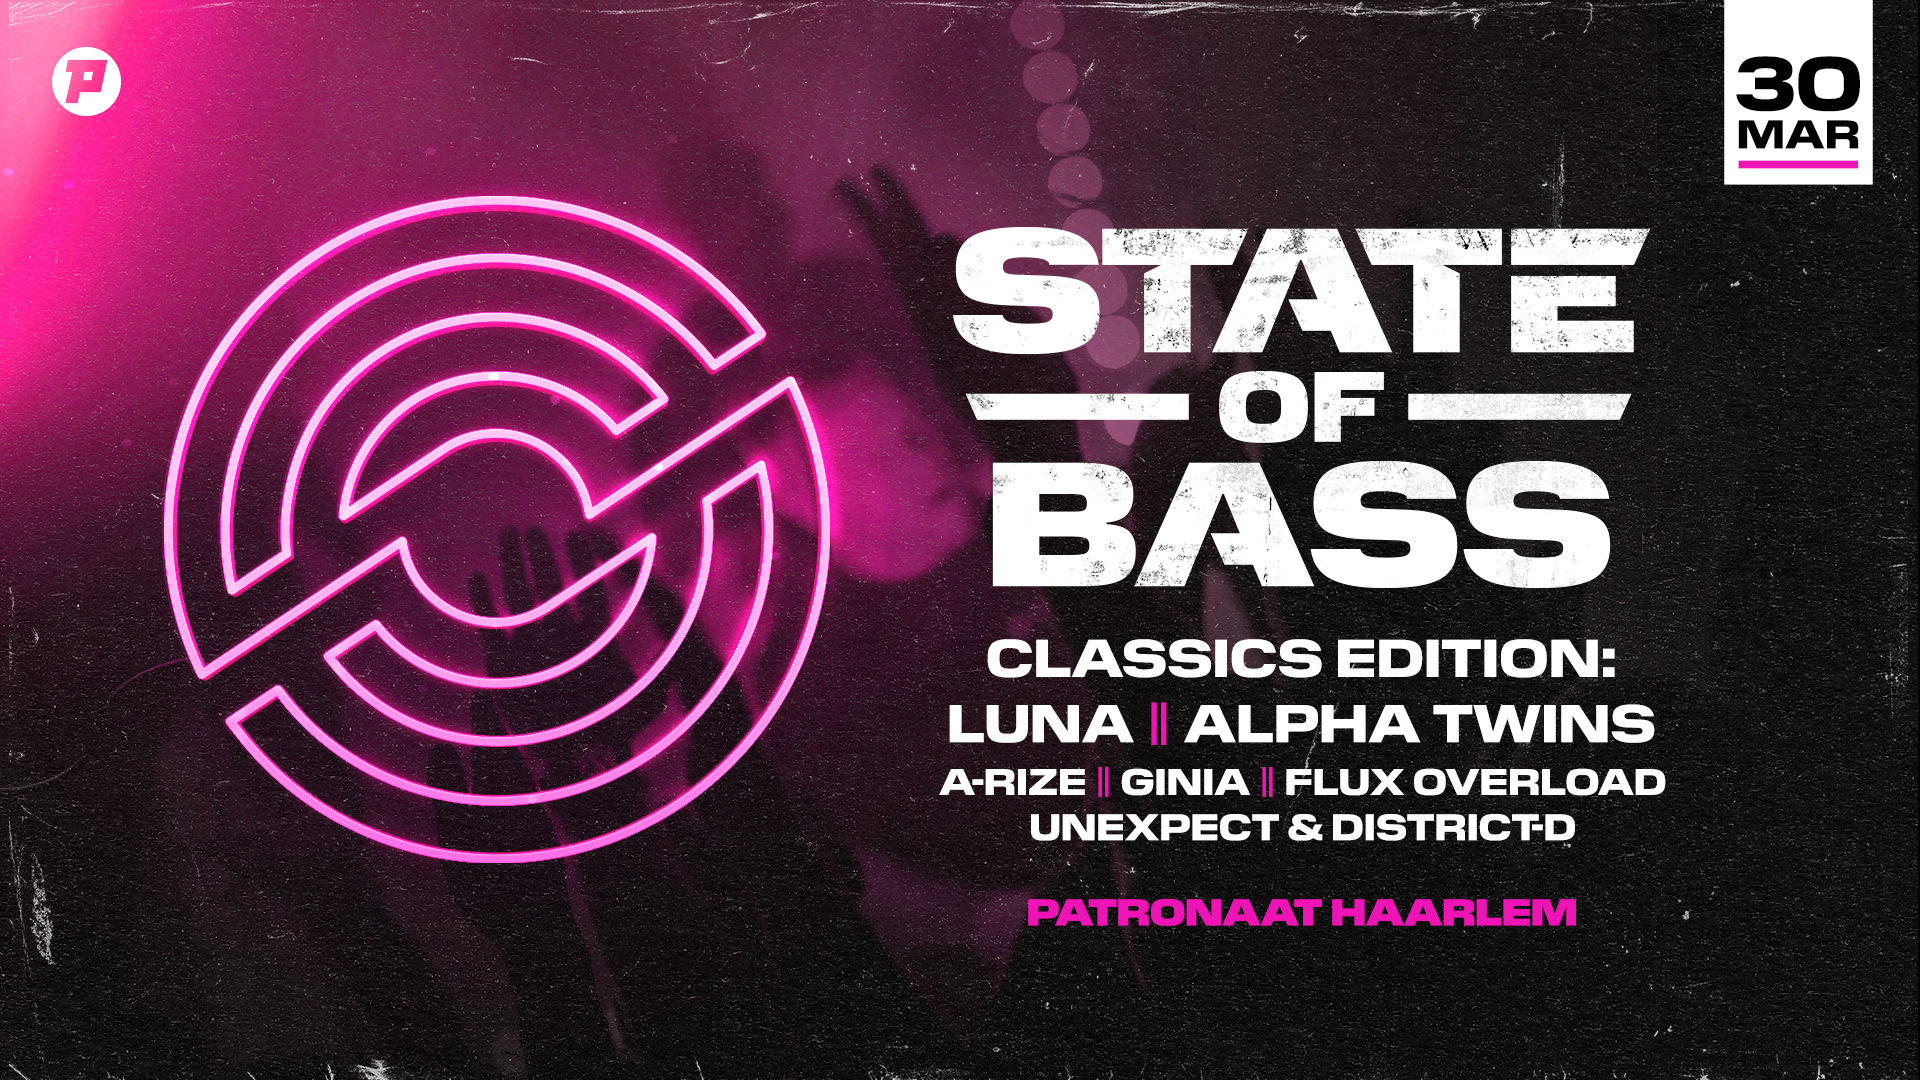 P
30
MAR
STATE
OF
BASS
CLASSICS EDITION:
LUNA || ALPHA TWINS
A-RIZE || GINIA || FLUX OVERLOAD
UNEXPECT & DISTRICT-D
PATRONAAT HAARLEM